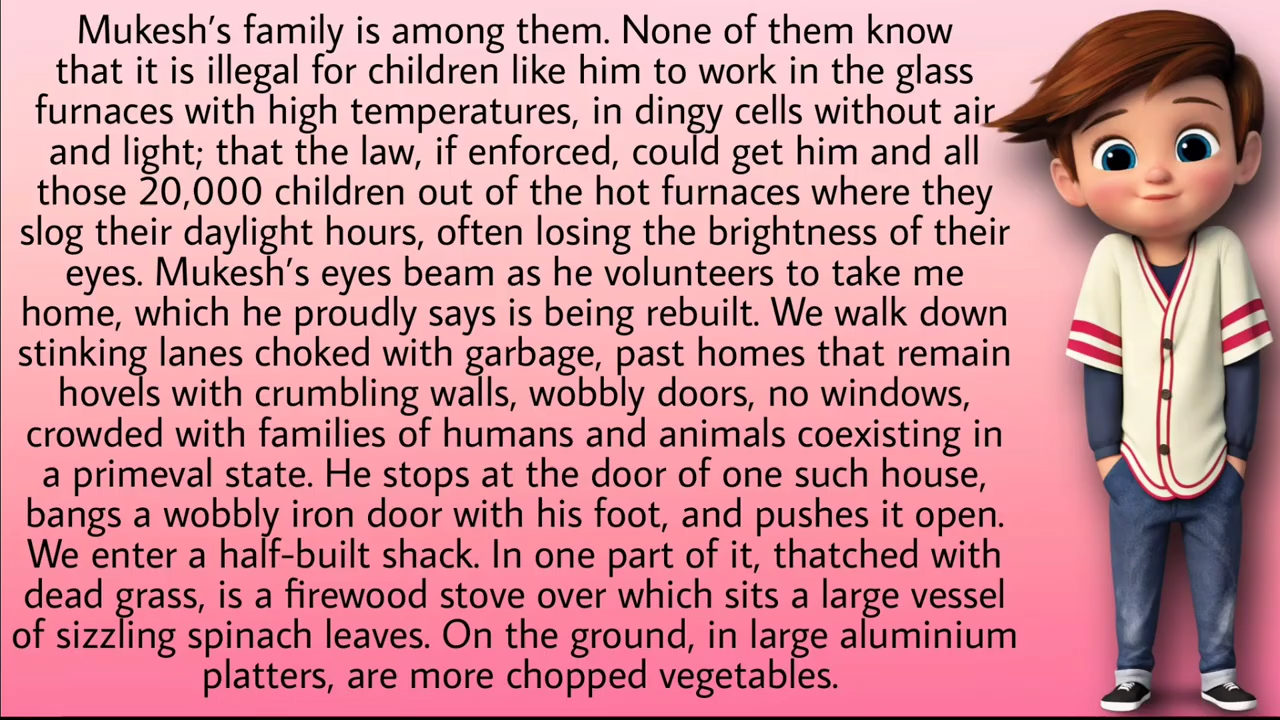 Mukesh’s family is among them. None of them know
that it is illegal for children like him to work in the glass
furnaces with high temperatures, in dingy cells without air
and light; that the law, if enforced, could get him and all
those 20,000 children out of the hot furnaces where they
slog their daylight hours, often losing the brightness of their
eyes. Mukesh’s eyes beam as he volunteers to take me
home, which he proudly says is being rebuilt. We walk down
stinking lanes choked with garbage, past homes that remain
hovels with crumbling walls, wobbly doors, no windows,
crowded with families of humans and animals coexisting in
a primeval state. He stops at the door of one such house,
bangs a wobbly iron door with his foot, and pushes it open.
We enter a half-built shack. In one part of it, thatched with
dead grass, is a firewood stove over which sits a large vessel
of sizzling spinach leaves. On the ground, in large aluminium
platters, are more chopped vegetables.